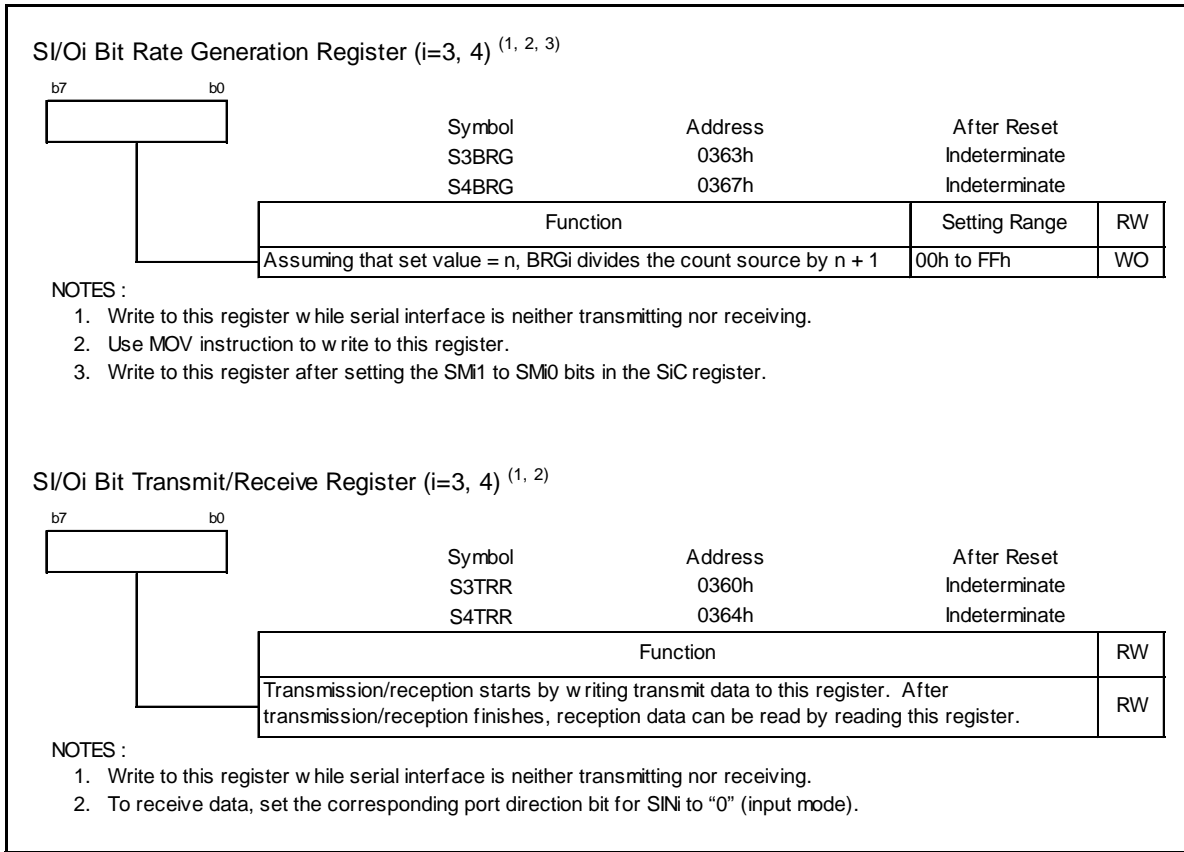 SI/Oi Bit Rate Generation Register (i=3, 4) (1, 2, 3)
b7 b0
Symbol Address After Reset
S3BRG 0363h Indeterminate
S4BRG 0367h Indeterminate
Function Setting Range RW
Assuming that set value = n, BRGi divides the count source by n + 1 00h to FFh WO
NOTES :
1. Write to this register while serial interface is neither transmitting nor receiving.
2. Use MOV instruction to write to this register.
3. Write to this register after setting the SMi1 to SMi0 bits in the SiC register.
SI/Oi Bit Transmit/Receive Register (i=3, 4) (1, 2)
b7 b0
Symbol Address After Reset
S3TRR 0360h Indeterminate
S4TRR 0364h Indeterminate
Function RW
Transmission/reception starts by writing transmit data to this register. After
transmission/reception finishes, reception data can be read by reading this register. RW
NOTES :
1. Write to this register while serial interface is neither transmitting nor receiving.
2. To receive data, set the corresponding port direction bit for SINi to “0” (input mode).